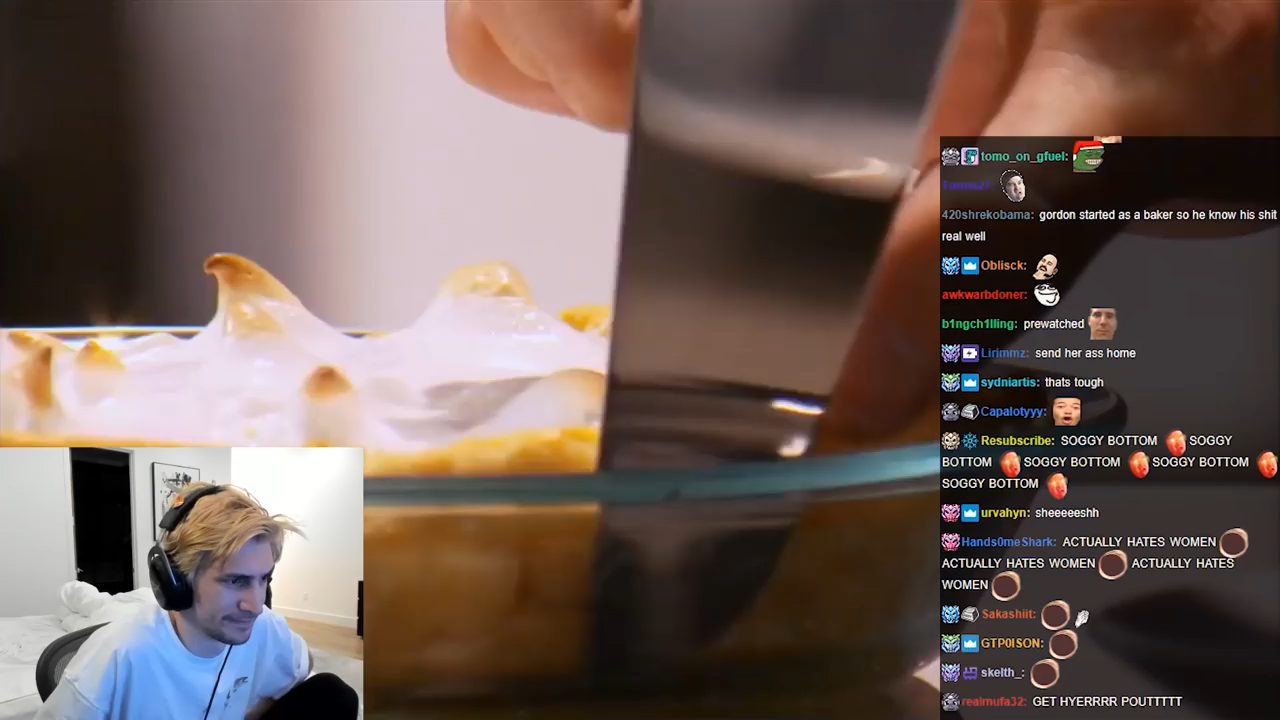 tomo_on_gfuel:
420shrekobama: gordon started as a baker so he know his shit
real well
Oblisck:
awkwarbdoner:
b1ngch1lling: prewatched
Lirimmz: send her ass home
sydniartis: thats tough
Capalotyyy:
Resubscribe: SOGGY BOTTOM SOGGY
BOTTOM SOGGY BOTTOM SOGGY BOTTOM
SOGGY BOTTOM
urvahyn: sheeeeeshh
Hands0meShark: ACTUALLY HATES WOMEN
ACTUALLY HATES WOMEN ACTUALLY HATES
WOMEN
Sakashiit:
GTP0ISON:
skelth_:
realmufa32: GET HYERRRR POUTTTTT